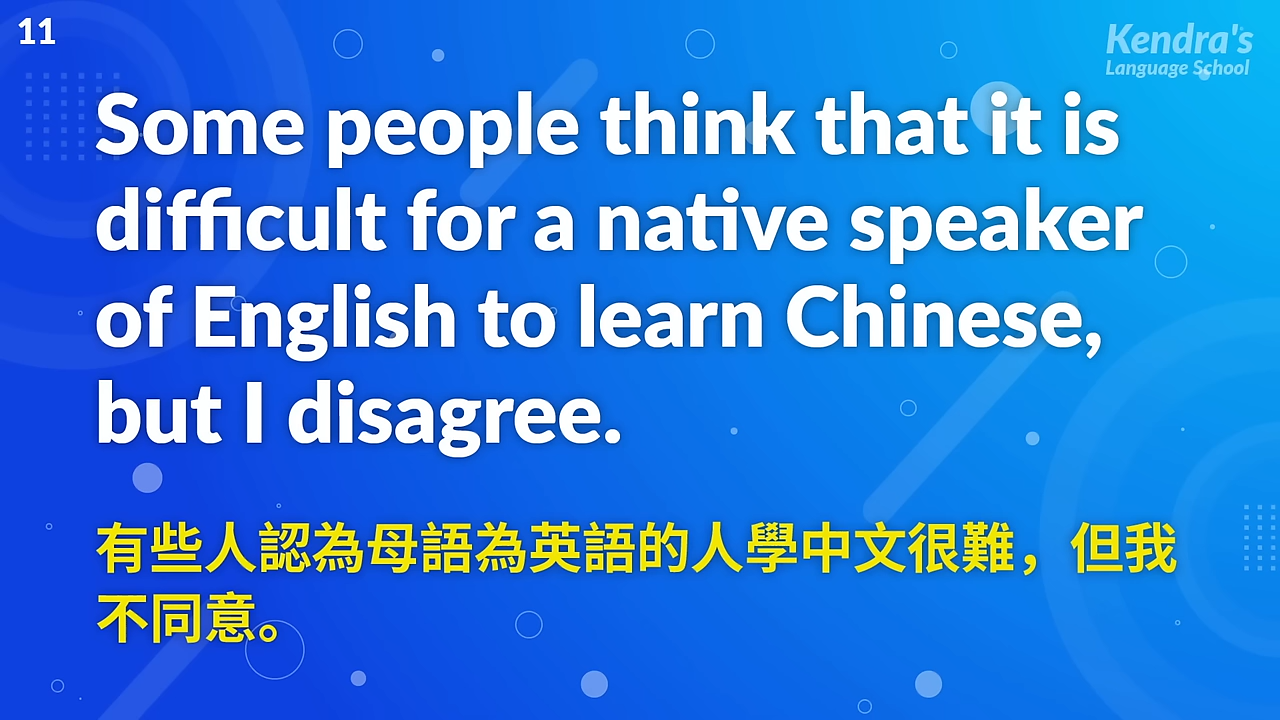 11
Kendra's
Language School
Some people think that it is
difficult for a native speaker
of English to learn Chinese,
but I disagree.
有些人認為母語為英語的人學中文很難，但我
不同意。